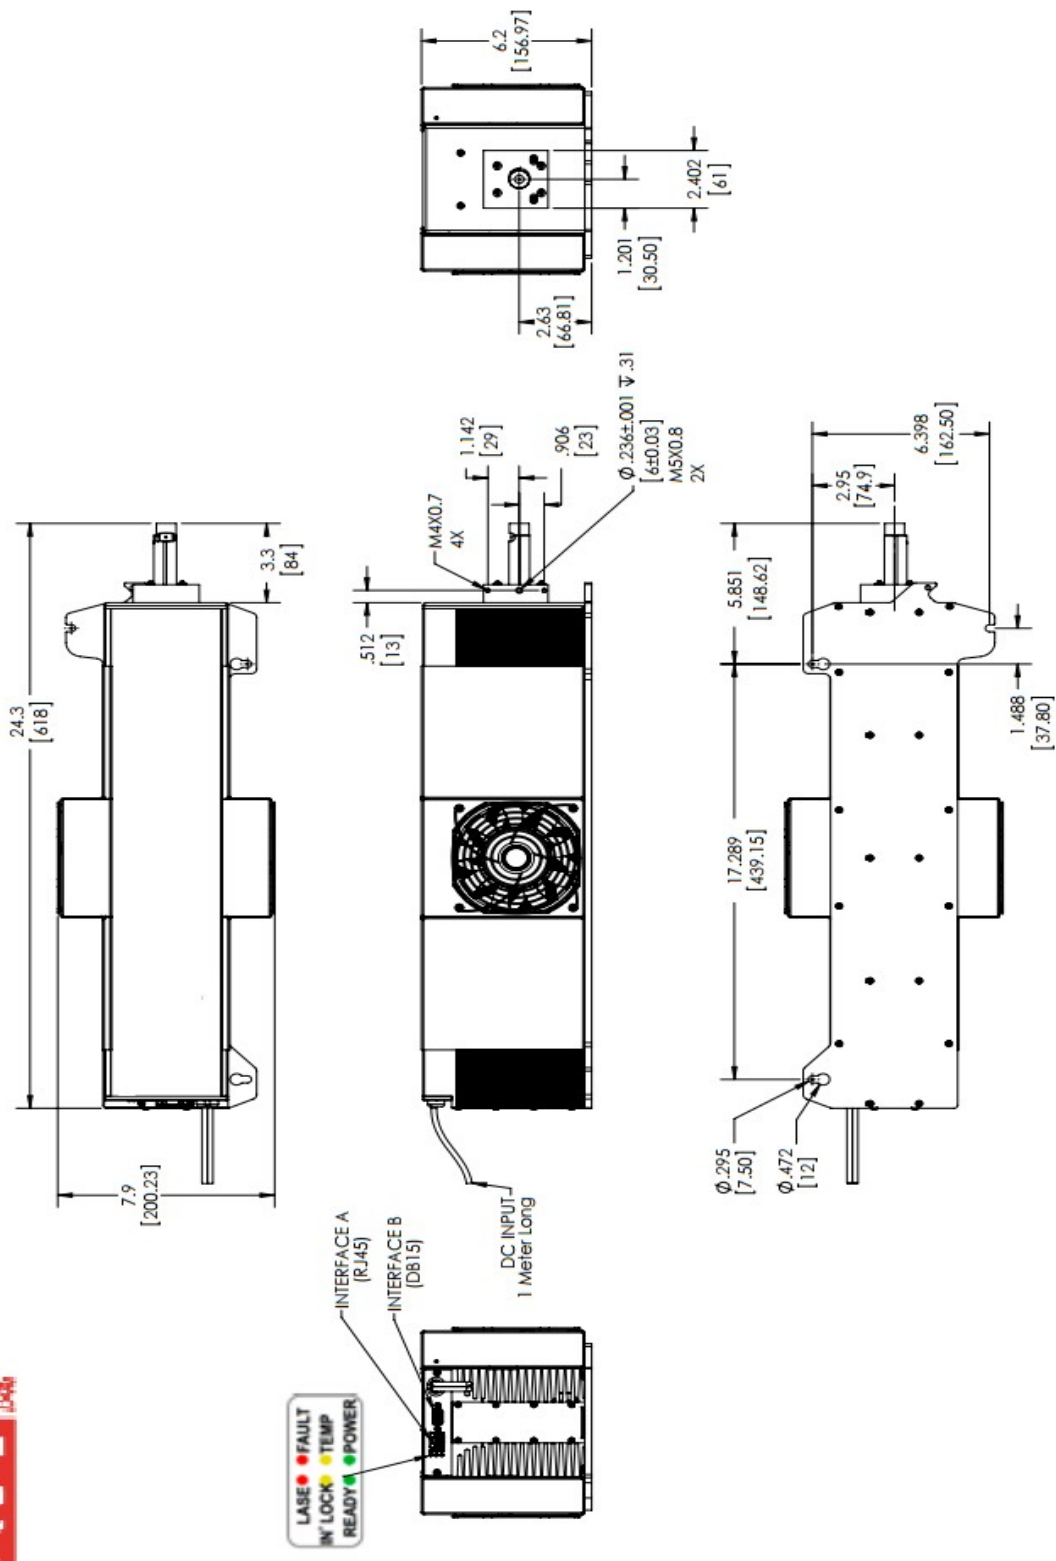 24.3
[618]
7.9
[200.23]
3.3
[84]
LASE FAULT
IN' LOCK TEMP
READY POWER
INTERFACE A
(RJ45)
INTERFACE B
(DB15)
DC INPUT
1 Meter Long
.512
[13]
M4X0.7
4X
1.142
[29]
.906
[23]
Ø.236±.001 ↧.31
[6±0.03]
M5X0.8
2X
6.2
[156.97]
2.63
[66.81]
1.201
[30.50]
2.402
[61]
Ø.295
[7.50]
Ø.472
[12]
17.289
[439.15]
5.851
[148.62]
2.95
[74.9]
6.398
[162.50]
1.488
[37.80]